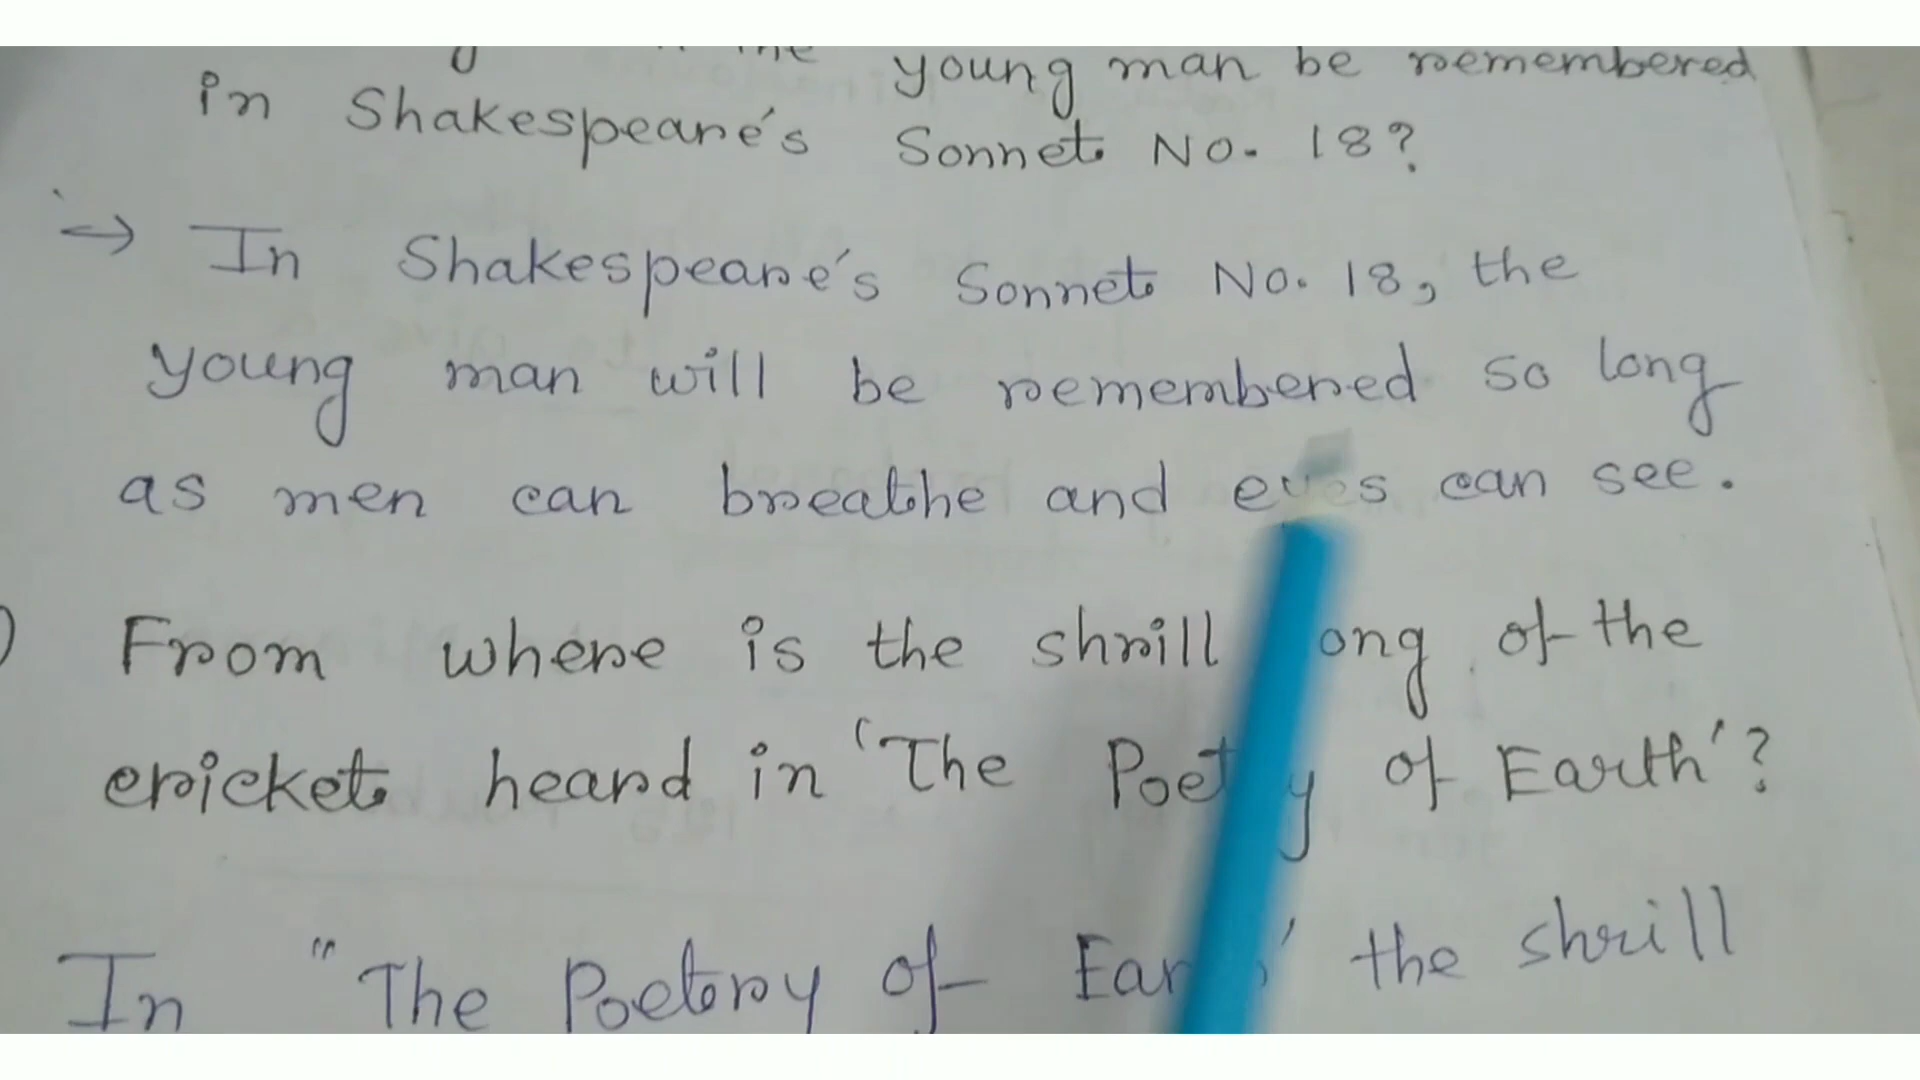 young man be remembered
in Shakespeare's Sonnet No. 18?
→ In Shakespeare's Sonnet No. 18, the
young man will be remembered so long
as men can breathe and eyes can see.
From where is the shrill ong of the
cricket heard in 'The Poetry of Earth'?
In "The Poetry of Ear ' the shrill